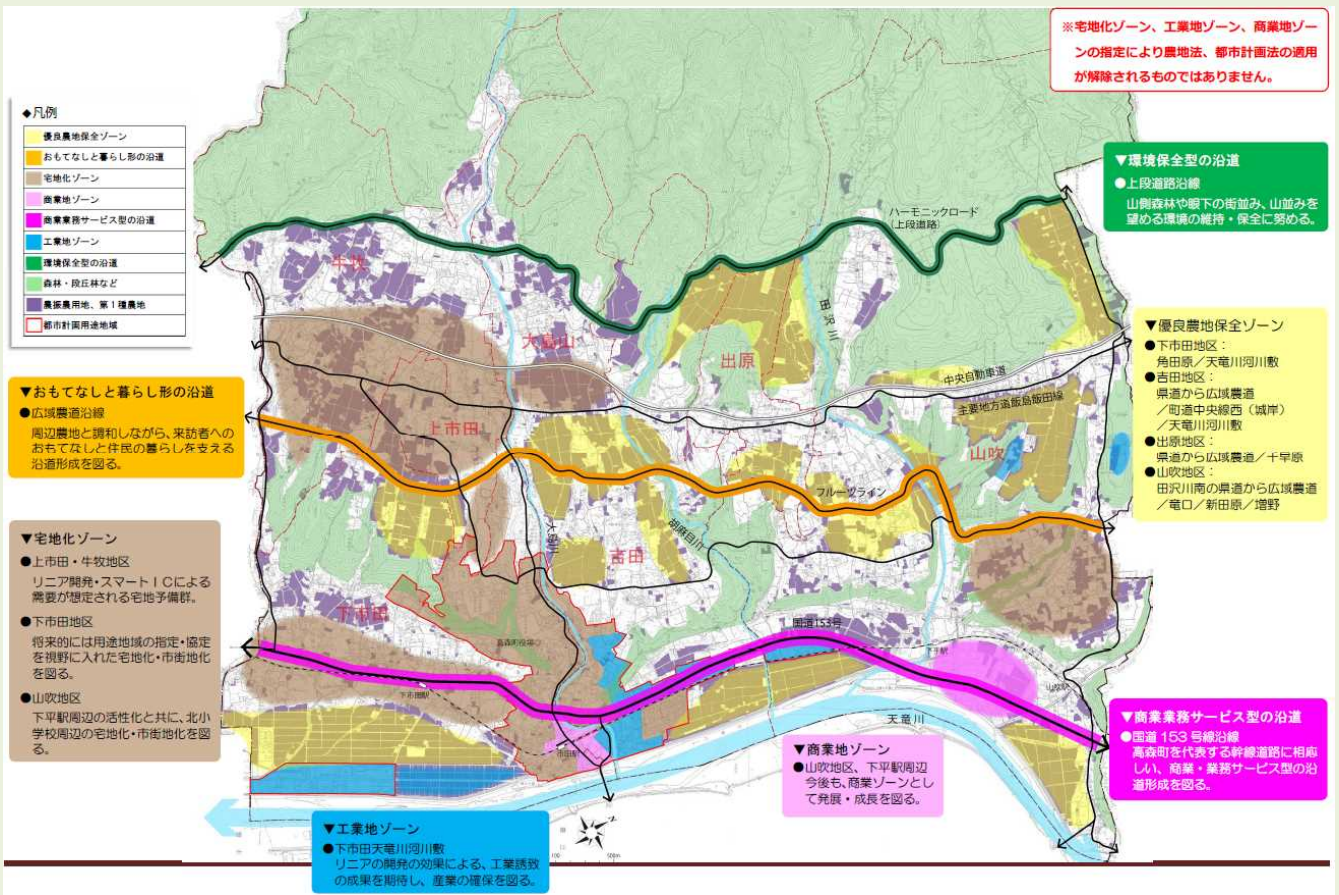 ※宅地化ゾーン、工業地ゾーン、商業地ゾー
ンの指定により農地法、都市計画法の適用
が解除されるものではありません。
◆凡例
優良農地保全ゾーン
おもてなしと暮らし形の沿道
宅地化ゾーン
商業地ゾーン
商業業務サービス型の沿道
工業地ゾーン
環境保全型の沿道
森林・段丘林など
農振農用地、第1種農地
都市計画用途地域
▼環境保全型の沿道
●上段道路沿線
山側森林や眼下の街並み、山並みを
望める環境の維持・保全に努める。
ハーモニックロード
(上段道路)
牛牧
大島山
出原
田沢川
中央自動車道
主要地方道飯島飯田線
上市田
山吹
フルーツライン
大島川
胡麻目川
吉田
下市田
国道153号
高森町役場
下市田駅
市田駅
下平駅
山吹駅
天竜川
▼優良農地保全ゾーン
●下市田地区：
角田原／天竜川河川敷
●吉田地区：
県道から広域農道
／町道中央線西（城岸）
／天竜川河川敷
●出原地区：
県道から広域農道／千早原
●山吹地区：
田沢川南の県道から広域農道
／竜口／新田原／増野
▼おもてなしと暮らし形の沿道
●広域農道沿線
周辺農地と調和しながら、来訪者への
おもてなしと住民の暮らしを支える
沿道形成を図る。
▼宅地化ゾーン
●上市田・牛牧地区
リニア開発・スマートＩＣによる
需要が想定される宅地予備群。
●下市田地区
将来的には用途地域の指定・協定
を視野に入れた宅地化・市街地化
を図る。
●山吹地区
下平駅周辺の活性化と共に、北小
学校周辺の宅地化・市街地化を図
る。
▼商業地ゾーン
●山吹地区、下平駅周辺
今後も、商業ゾーンとし
て発展・成長を図る。
▼商業業務サービス型の沿道
●国道 153 号線沿線
高森町を代表する幹線道路に相応
しい、商業・業務サービス型の沿
道形成を図る。
▼工業地ゾーン
●下市田天竜川河川敷
リニアの開発の効果による、工業誘致
の成果を期待し、産業の確保を図る。
100 500m